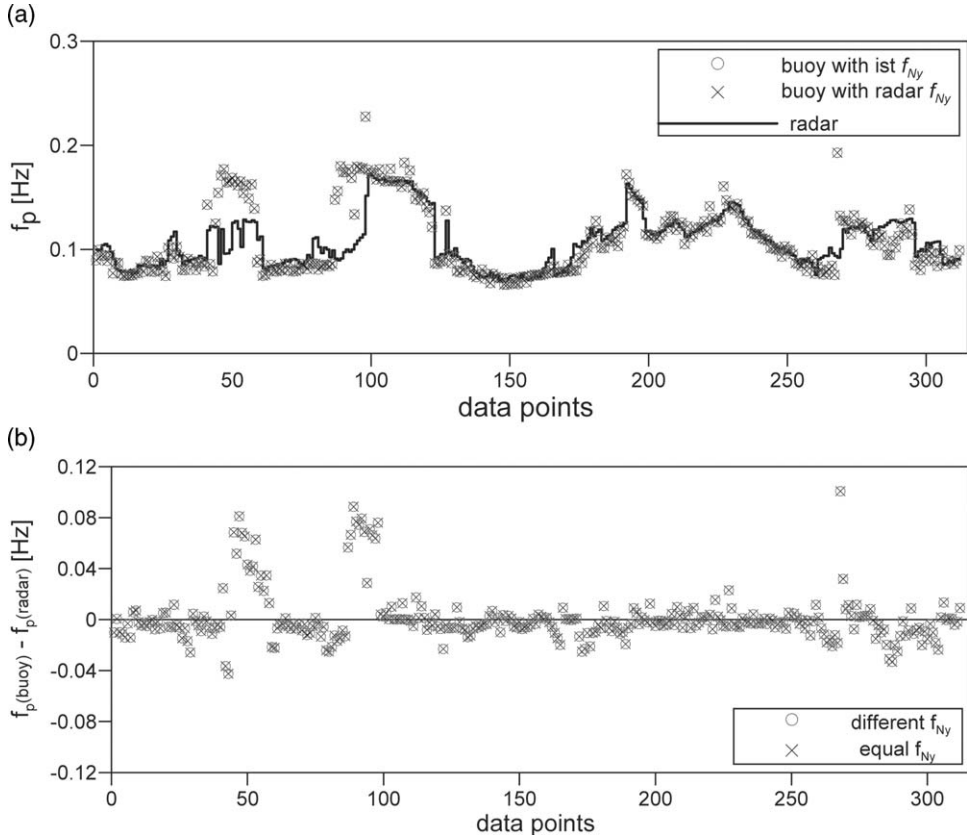 (a)
0.3
0.2
0.1
0
f_p [Hz]
buoy with ist f_Ny
buoy with radar f_Ny
radar
0 50 100 150 200 250 300
data points
(b)
0.12
0.08
0.04
0
-0.04
-0.08
-0.12
f_p(buoy) - f_p(radar) [Hz]
different f_Ny
equal f_Ny
0 50 100 150 200 250 300
data points